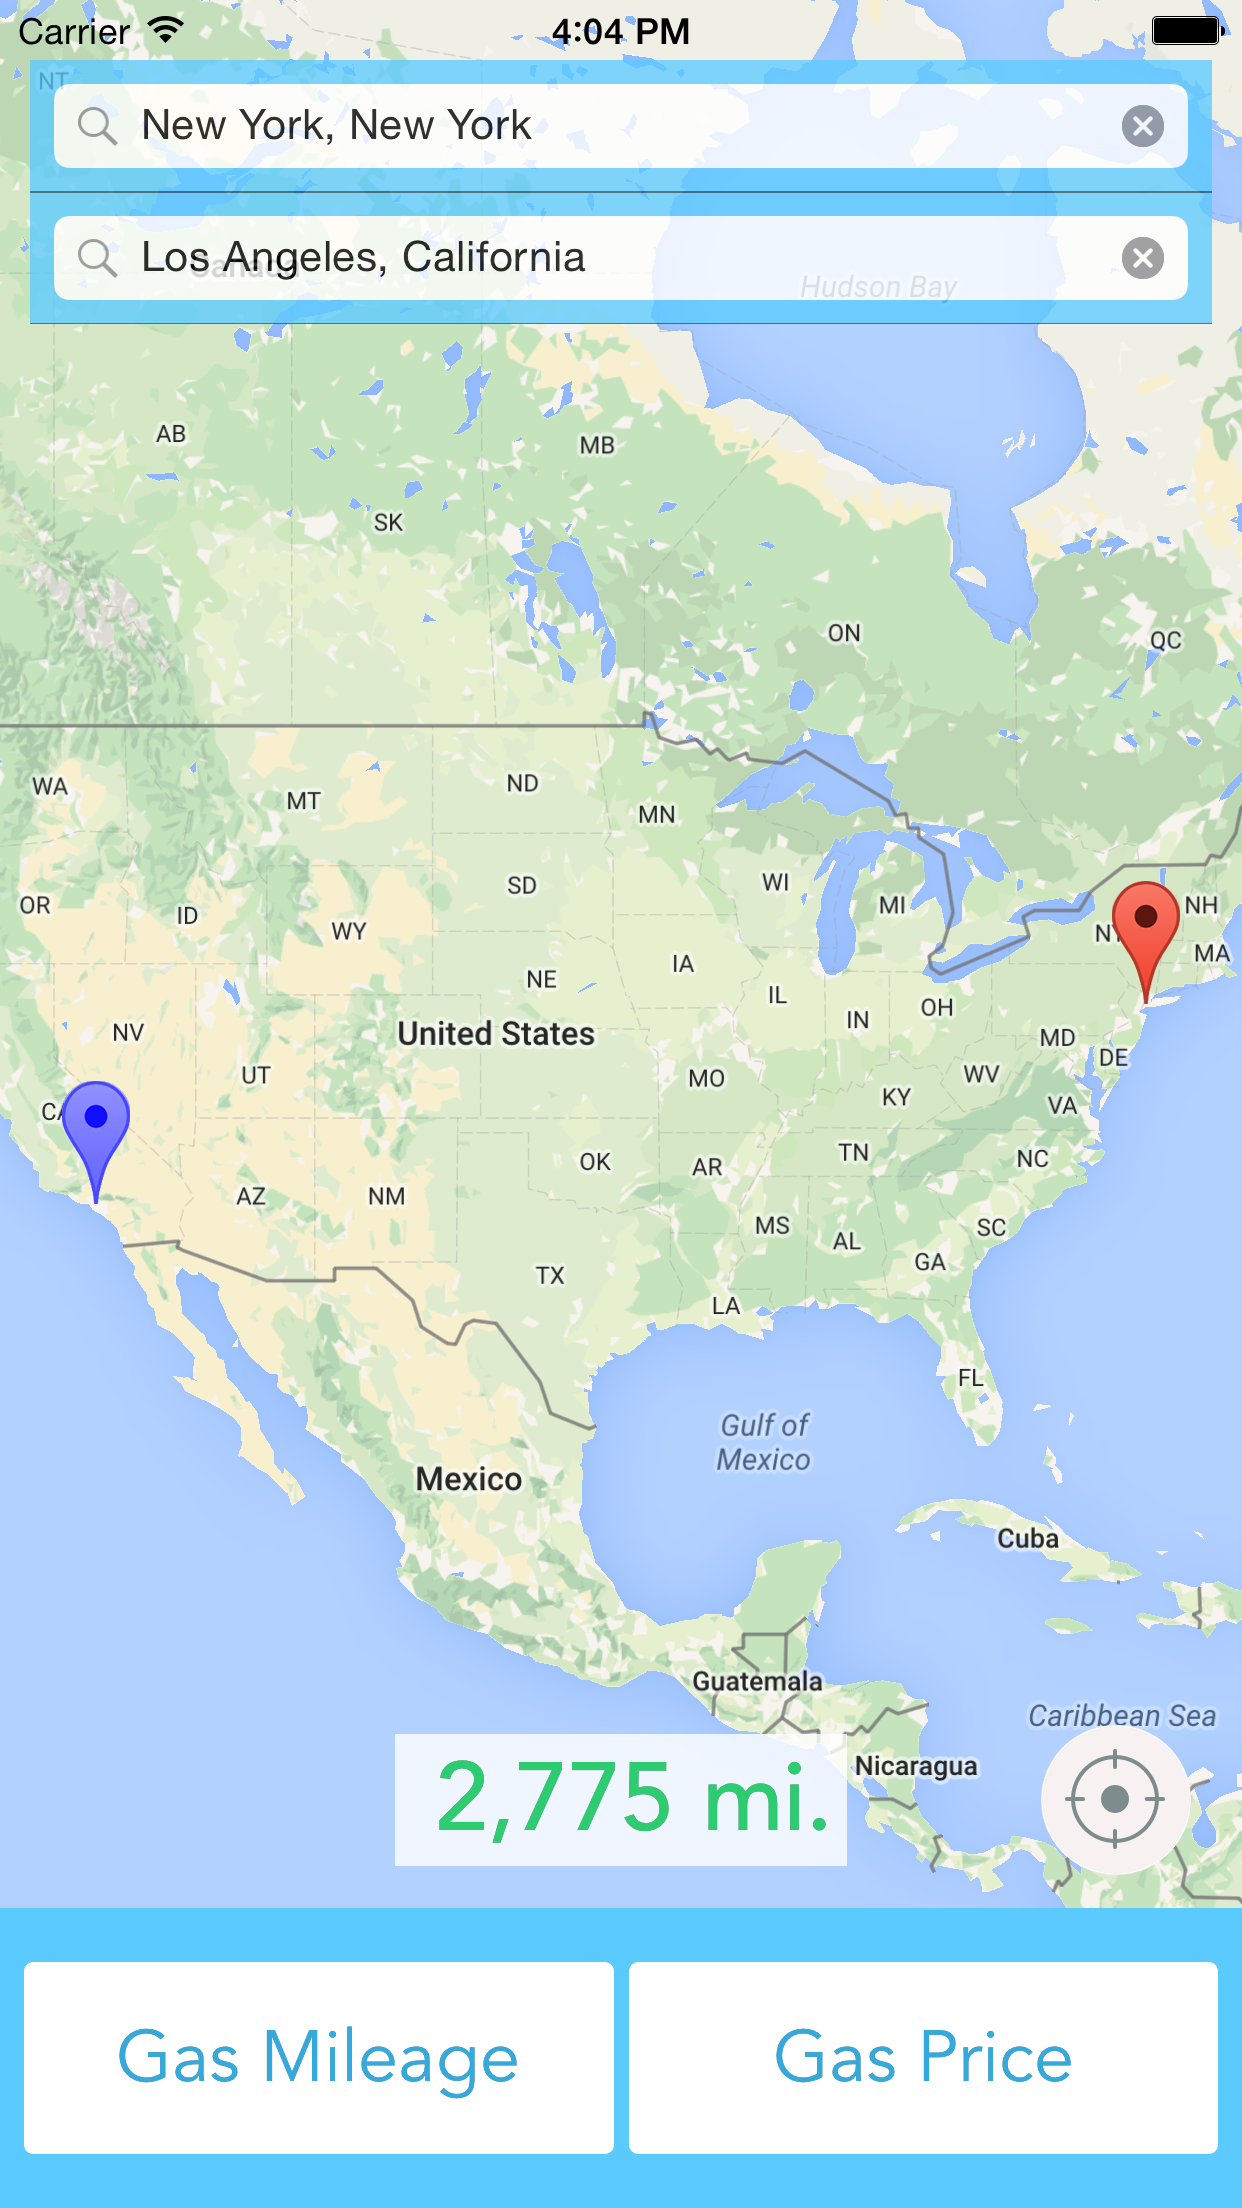 Carrier
4:04 PM
NT
New York, New York
Los Angeles, California
Canada
Hudson Bay
AB
MB
SK
ON
QC
WA
MT
ND
MN
OR
ID
SD
WI
MI
NH
WY
NY
MA
NE
IA
IL
OH
IN
NV
United States
MD
DE
UT
MO
WV
KY
VA
CA
OK
AR
TN
NC
AZ
NM
MS
AL
SC
GA
TX
LA
FL
Gulf of
Mexico
Mexico
Cuba
Guatemala
Caribbean Sea
Nicaragua
2,775 mi.
Gas Mileage
Gas Price